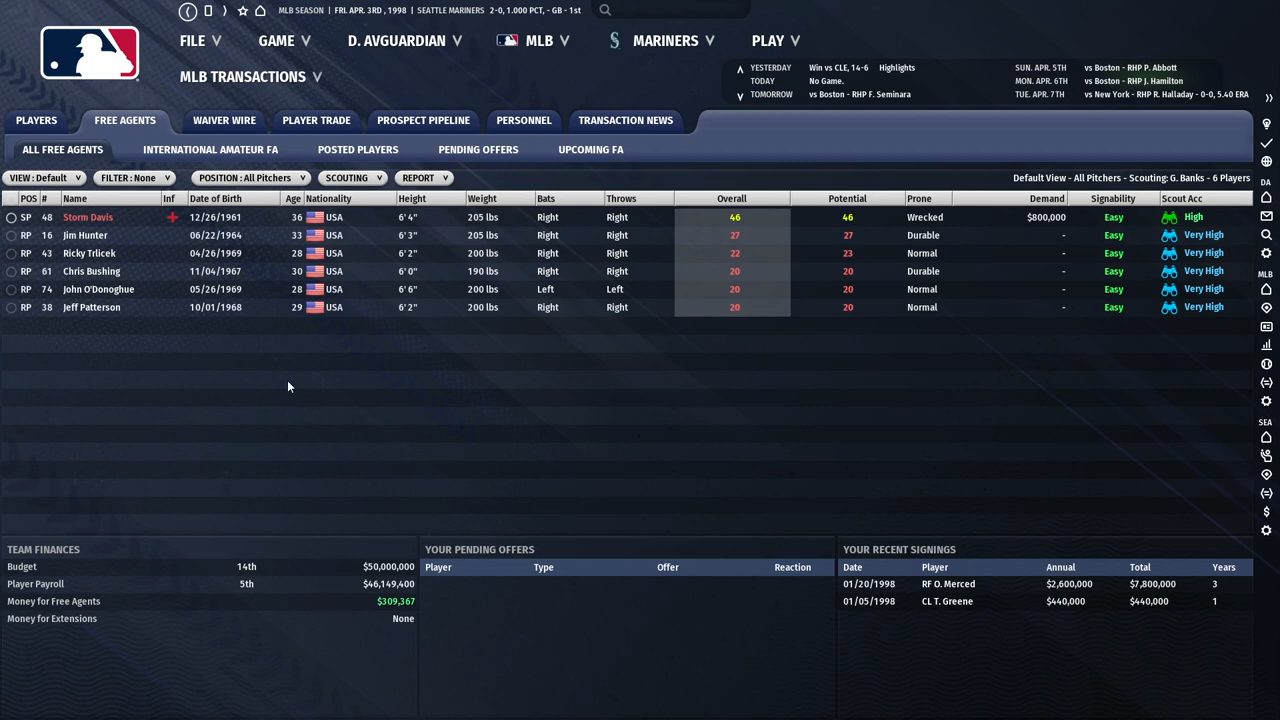 MLB SEASON | FRI. APR. 3RD , 1998 | SEATTLE MARINERS 2-0, 1.000 PCT, - GB - 1st
FILE GAME D. AVGUARDIAN MLB MARINERS PLAY
MLB TRANSACTIONS
YESTERDAY Win vs CLE, 14-6 Highlights SUN. APR. 5TH vs Boston - RHP P. Abbott
TODAY No Game. MON. APR. 6TH vs Boston - RHP J. Hamilton
TOMORROW vs Boston - RHP F. Seminara TUE. APR. 7TH vs New York - RHP R. Halladay - 0-0, 5.40 ERA
PLAYERS FREE AGENTS WAIVER WIRE PLAYER TRADE PROSPECT PIPELINE PERSONNEL TRANSACTION NEWS
ALL FREE AGENTS INTERNATIONAL AMATEUR FA POSTED PLAYERS PENDING OFFERS UPCOMING FA
VIEW : Default FILTER : None POSITION : All Pitchers SCOUTING REPORT Default View - All Pitchers - Scouting: G. Banks - 6 Players
POS # Name Inf Date of Birth Age Nationality Height Weight Bats Throws Overall Potential Prone Demand Signability Scout Acc
SP 48 Storm Davis 12/26/1961 36 USA 6'4" 205 lbs Right Right 46 46 Wrecked $800,000 Easy High
RP 16 Jim Hunter 06/22/1964 33 USA 6'3" 205 lbs Right Right 27 27 Durable - Easy Very High
RP 43 Ricky Trlicek 04/26/1969 28 USA 6'2" 200 lbs Right Right 22 23 Normal - Easy Very High
RP 61 Chris Bushing 11/04/1967 30 USA 6'0" 190 lbs Right Right 20 20 Durable - Easy Very High
RP 74 John O'Donoghue 05/26/1969 28 USA 6'6" 200 lbs Left Left 20 20 Normal - Easy Very High
RP 38 Jeff Patterson 10/01/1968 29 USA 6'2" 200 lbs Right Right 20 20 Normal - Easy Very High
DA
MLB
SEA
TEAM FINANCES
Budget 14th $50,000,000
Player Payroll 5th $46,149,400
Money for Free Agents $309,367
Money for Extensions None
YOUR PENDING OFFERS
Player Type Offer Reaction
YOUR RECENT SIGNINGS
Date Player Annual Total Years
01/20/1998 RF O. Merced $2,600,000 $7,800,000 3
01/05/1998 CL T. Greene $440,000 $440,000 1